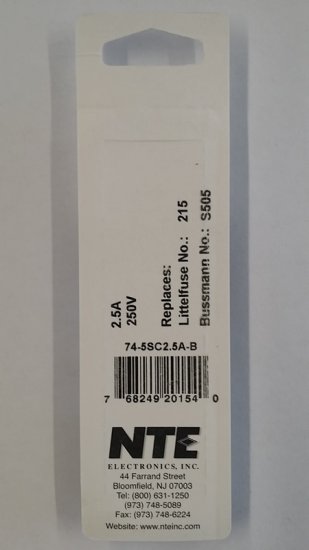 2.5A
250V
Replaces:
Littelfuse No.: 215
Bussmann No.: S505
74-5SC2.5A-B
7 68249 20154 0
NTE
ELECTRONICS, INC.
44 Farrand Street
Bloomfield, NJ 07003
Tel: (800) 631-1250
(973) 748-5089
Fax: (973) 748-6224
Website: www.nteinc.com